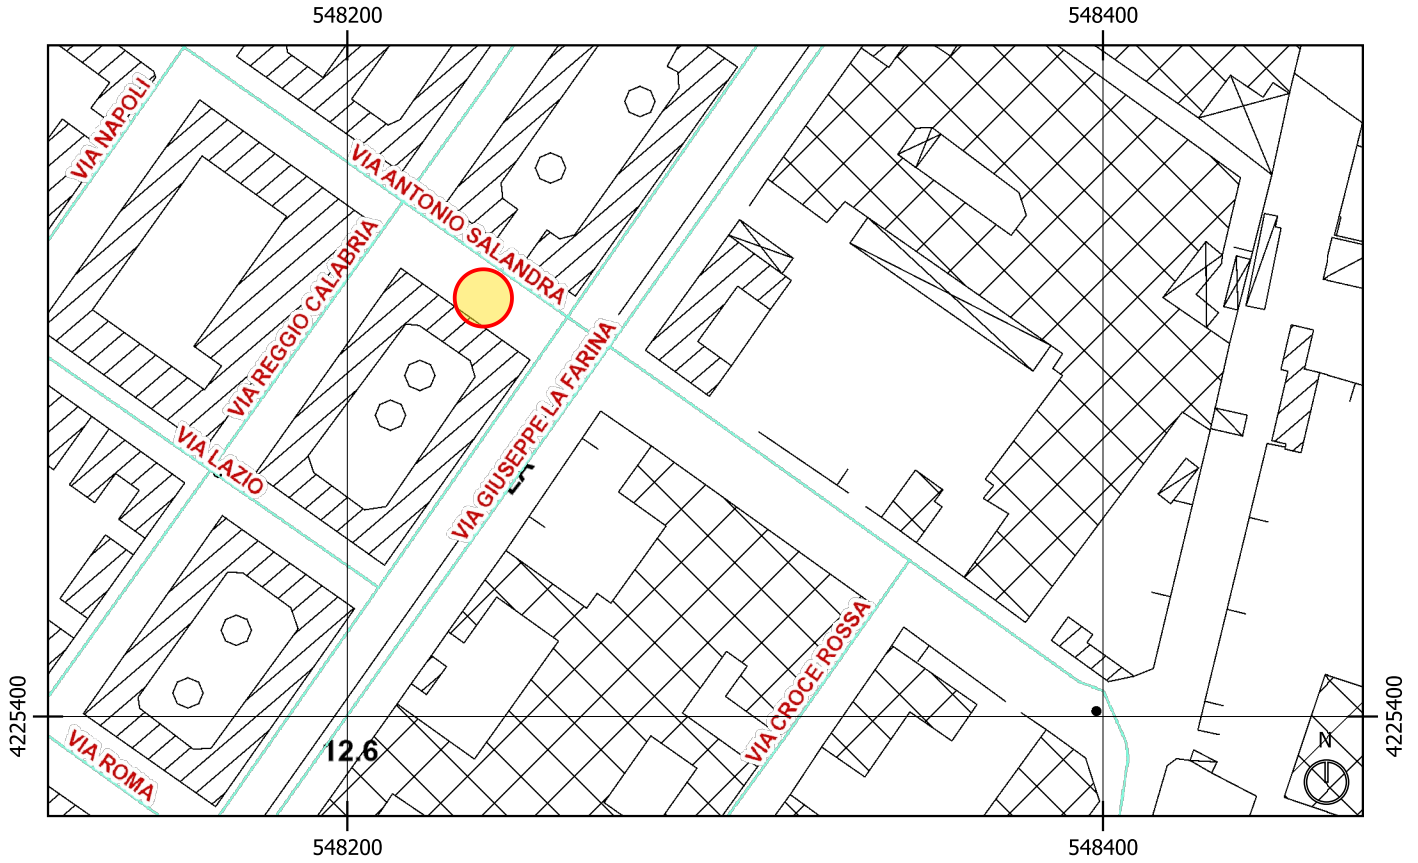 548200
548400
VIA NAPOLI
VIA ANTONIO SALANDRA
VIA REGGIO CALABRIA
VIA GIUSEPPE LA FARINA
VIA LAZIO
VIA CROCE ROSSA
4225400
4225400
12.6
VIA ROMA
N
548200
548400